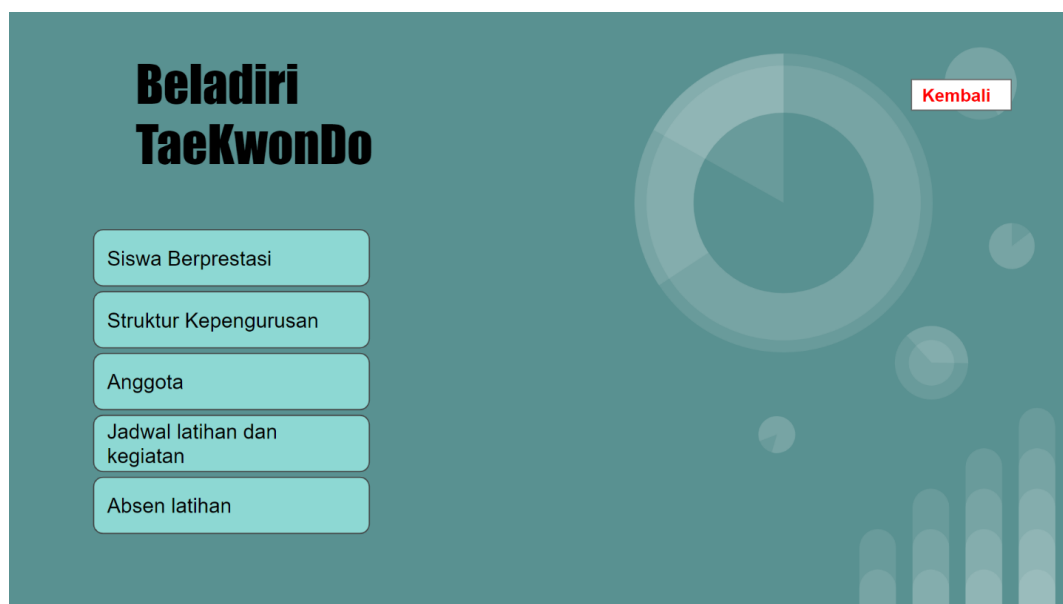 Beladiri
TaeKwonDo
Kembali
Siswa Berprestasi
Struktur Kepengurusan
Anggota
Jadwal latihan dan
kegiatan
Absen latihan